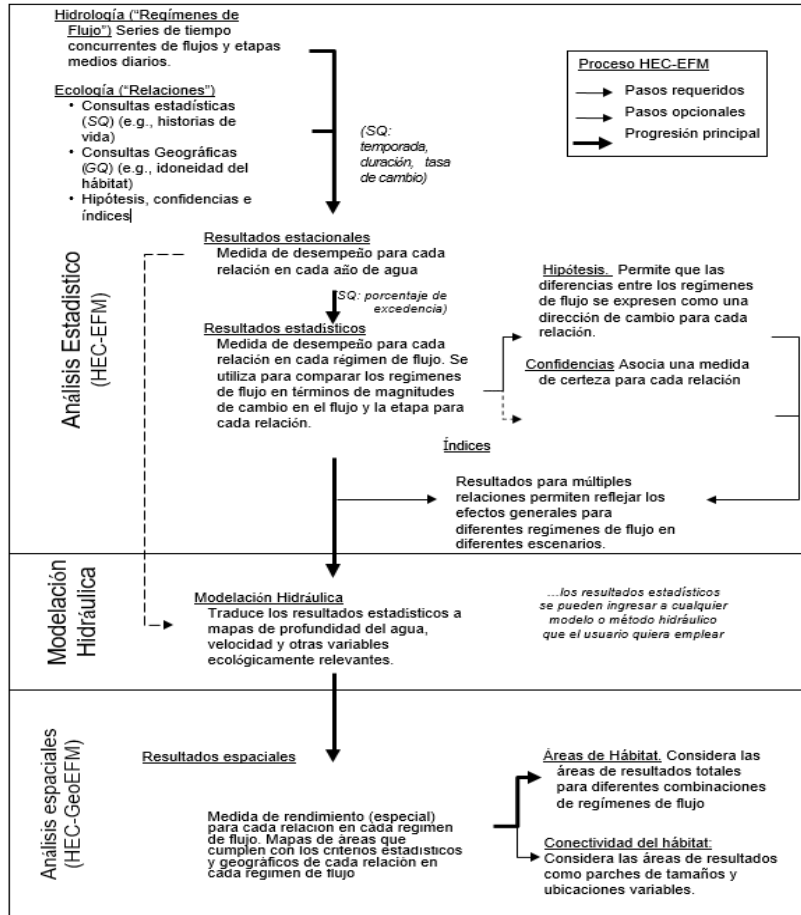 Hidrología (“Regímenes de
Flujo”) Series de tiempo
concurrentes de flujos y etapas
medios diarios.
Ecología (“Relaciones”)
• Consultas estadísticas
(SQ) (e.g., historias de
vida)
• Consultas Geográficas
(GQ) (e.g., idoneidad del
hábitat)
• Hipótesis, confidencias e
índices
(SQ:
temporada,
duración, tasa
de cambio)
Proceso HEC-EFM
Pasos requeridos
Pasos opcionales
Progresión principal
Análisis Estadístico
(HEC-EFM)
Resultados estacionales
Medida de desempeño para cada
relación en cada año de agua
(SQ: porcentaje de
excedencia)
Resultados estadísticos
Medida de desempeño para cada
relación en cada régimen de flujo. Se
utiliza para comparar los regímenes
de flujo en términos de magnitudes
de cambio en el flujo y la etapa para
cada relación.
Hipótesis. Permite que las
diferencias entre los regímenes
de flujo se expresen como una
dirección de cambio para cada
relación.
Confidencias Asocia una medida
de certeza para cada relación
Índices
Resultados para múltiples
relaciones permiten reflejar los
efectos generales para
diferentes regímenes de flujo en
diferentes escenarios.
Modelación
Hidráulica
Modelación Hidráulica
Traduce los resultados estadísticos a
mapas de profundidad del agua,
velocidad y otras variables
ecológicamente relevantes.
...los resultados estadísticos
se pueden ingresar a cualquier
modelo o método hidráulico
que el usuario quiera emplear
Análisis espaciales
(HEC-GeoEFM)
Resultados espaciales
Medida de rendimiento (especial)
para cada relación en cada régimen
de flujo. Mapas de áreas que
cumplen con los criterios estadísticos
y geográficos de cada relación en
cada régimen de flujo
Áreas de Hábitat. Considera las
áreas de resultados totales
para diferentes combinaciones
de regímenes de flujo
Conectividad del hábitat:
Considera las áreas de resultados
como parches de tamaños y
ubicaciones variables.